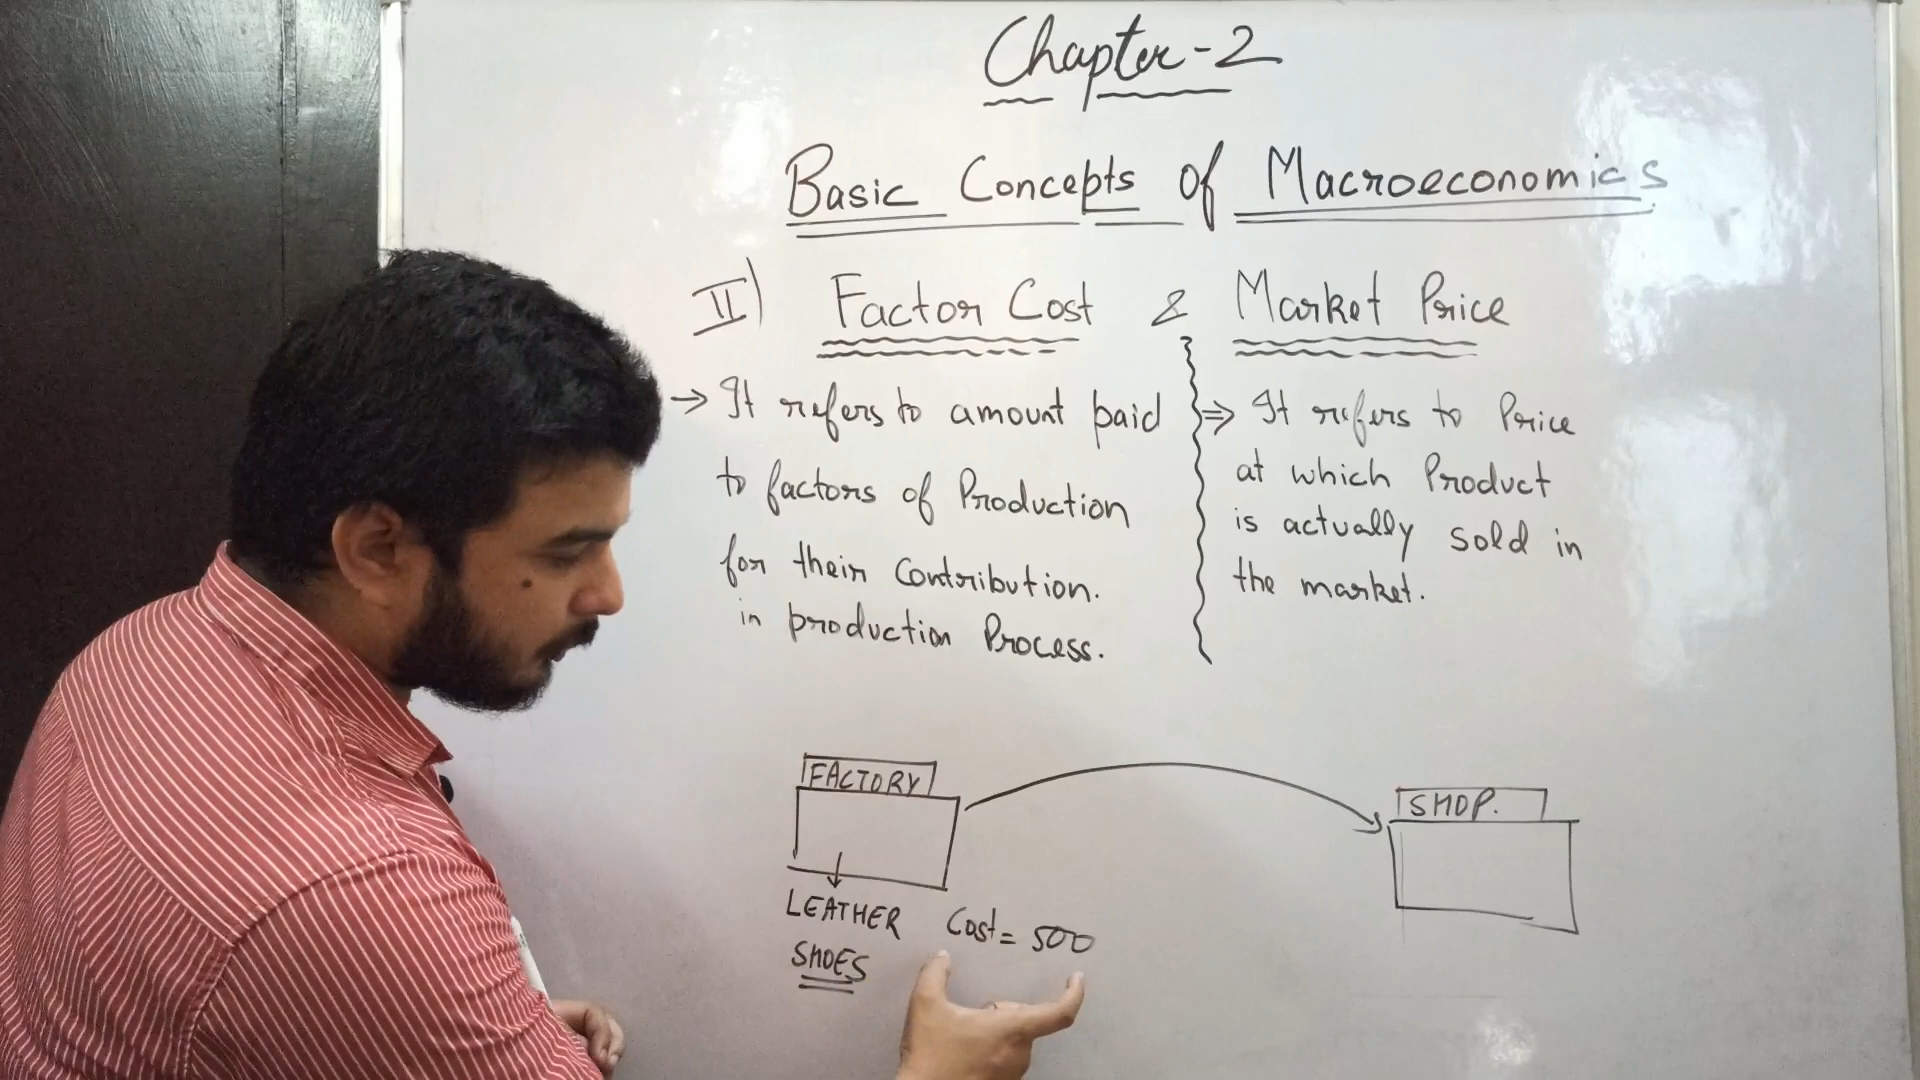 Chapter-2
Basic Concepts of Macroeconomics
II) Factor Cost & Market Price
→ It refers to amount paid
to factors of Production
for their Contribution.
in production Process.
⇒ It refers to Price
at which Product
is actually sold in
the market.
FACTORY
LEATHER
SHOES
Cost = 500
SHOP.